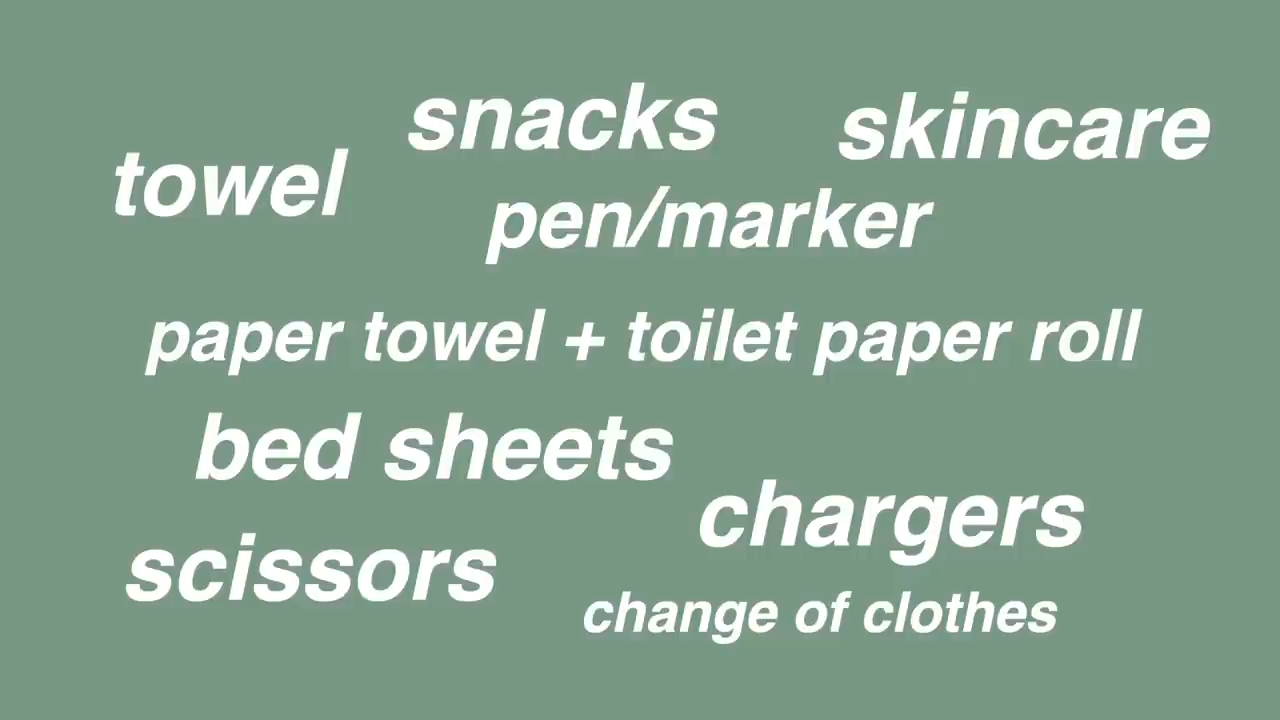 snacks
skincare
towel
pen/marker
paper towel + toilet paper roll
bed sheets
chargers
scissors
change of clothes